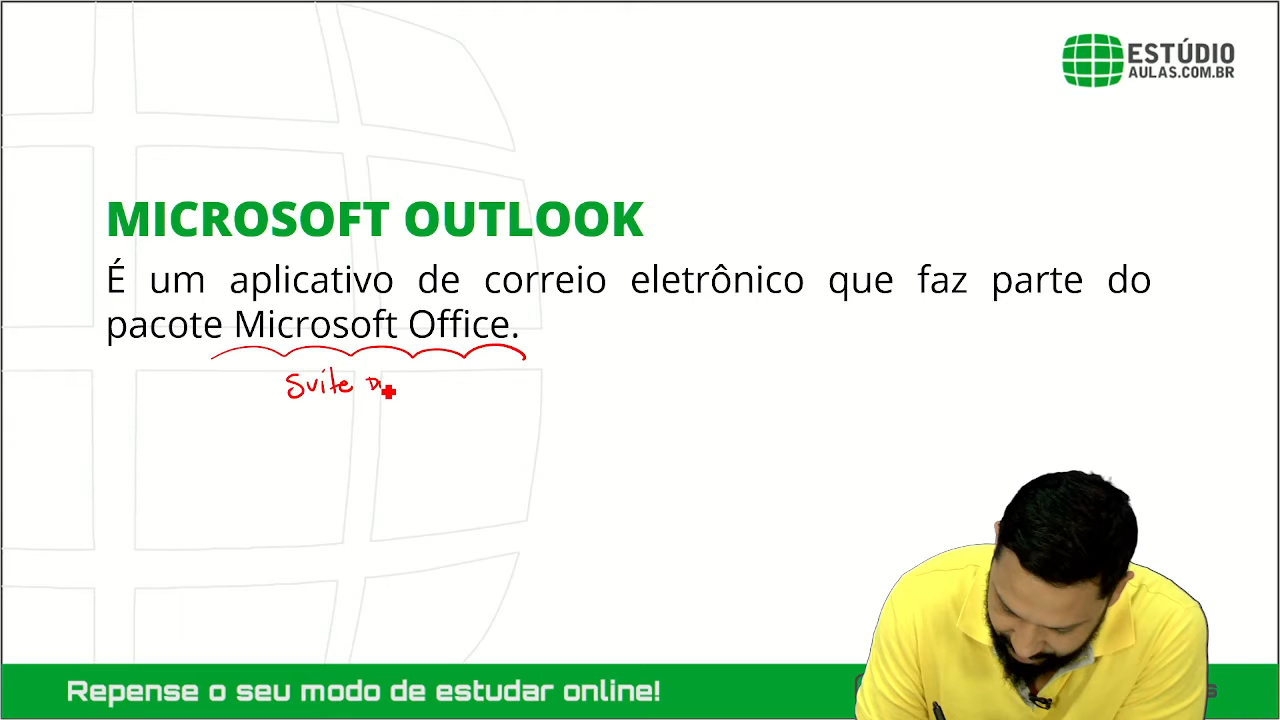 ESTÚDIO
AULAS.COM.BR
MICROSOFT OUTLOOK
É um aplicativo de correio eletrônico que faz parte do
pacote Microsoft Office.
Suite
Repense o seu modo de estudar online!